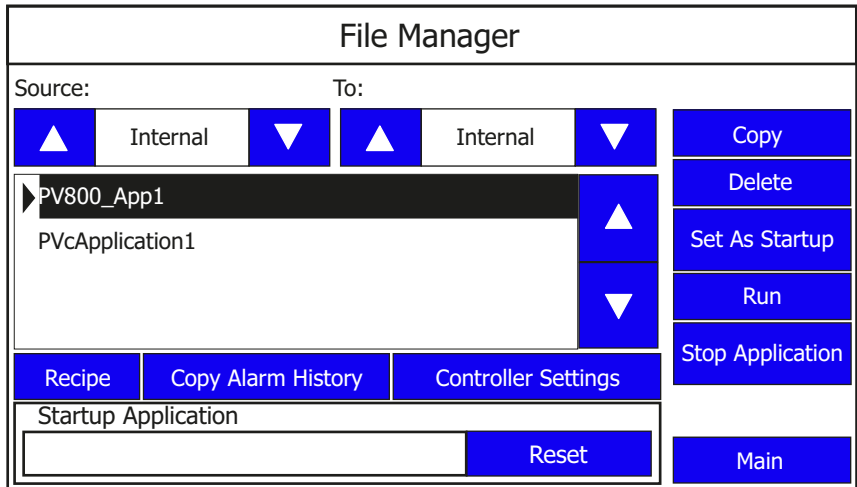 File Manager
Source:
To:
Internal
Internal
Copy
Delete
PV800_App1
PVcApplication1
Set As Startup
Run
Stop Application
Recipe
Copy Alarm History
Controller Settings
Startup Application
Reset
Main